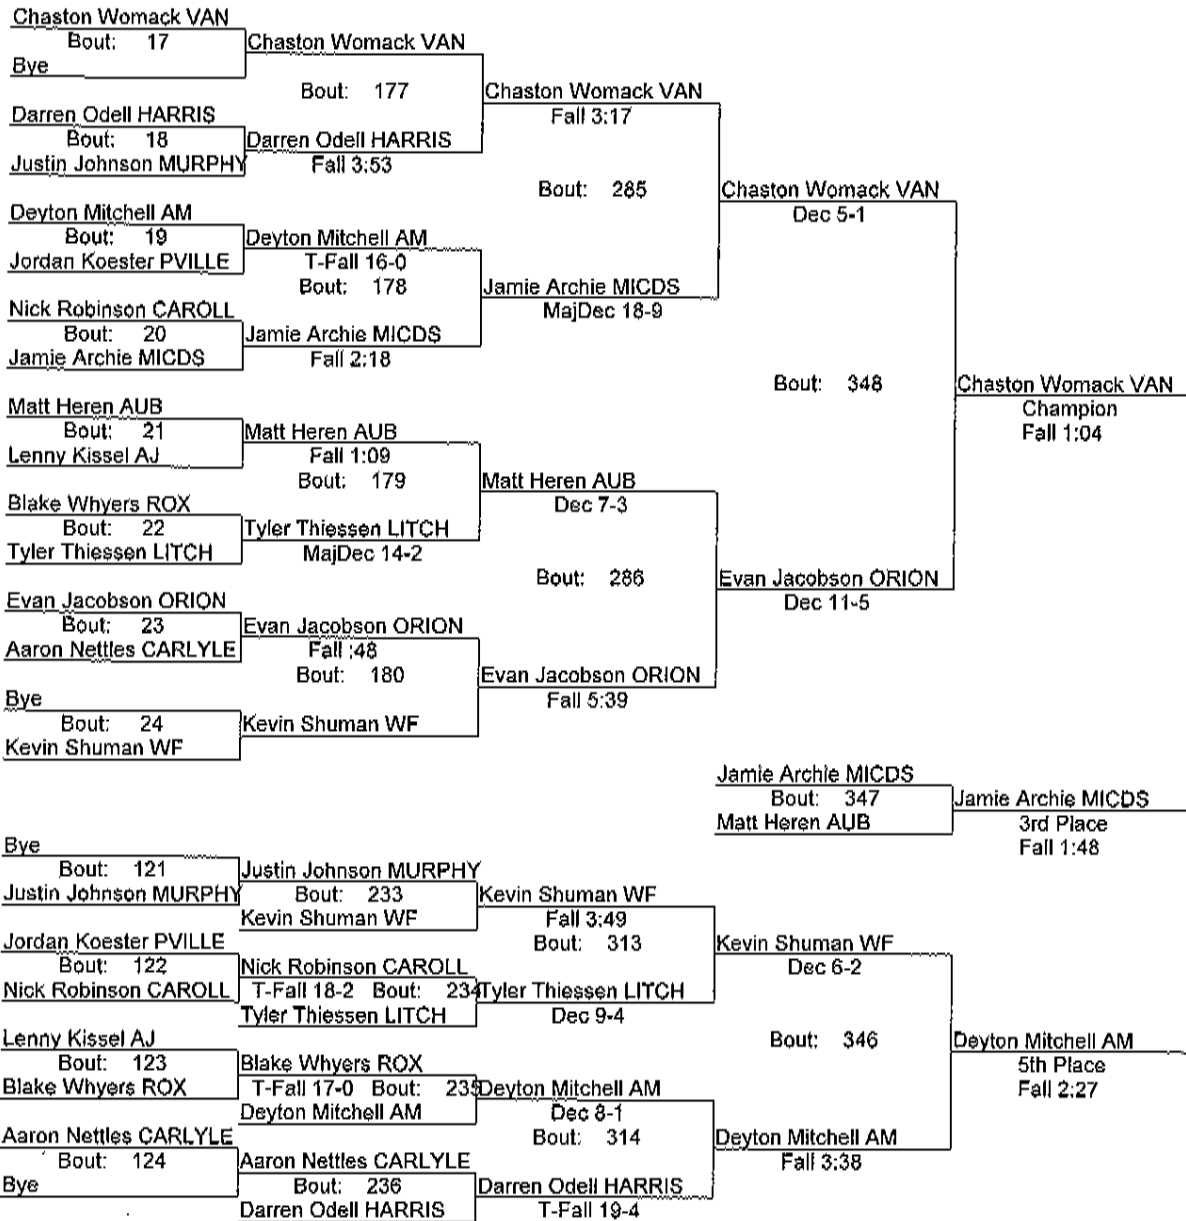 Chaston Womack VAN
Bout: 17
Chaston Womack VAN
Bye
Bout: 177
Chaston Womack VAN
Fall 3:17
Darren Odell HARRIS
Bout: 18
Darren Odell HARRIS
Justin Johnson MURPHY
Fall 3:53
Bout: 285
Chaston Womack VAN
Dec 5-1
Deyton Mitchell AM
Bout: 19
Deyton Mitchell AM
Jordan Koester PVILLE
T-Fall 16-0
Bout: 178
Jamie Archie MICDS
MajDec 18-9
Nick Robinson CAROLL
Bout: 20
Jamie Archie MICDS
Jamie Archie MICDS
Fall 2:18
Bout: 348
Chaston Womack VAN
Champion
Fall 1:04
Matt Heren AUB
Bout: 21
Matt Heren AUB
Lenny Kissel AJ
Fall 1:09
Bout: 179
Matt Heren AUB
Dec 7-3
Blake Whyers ROX
Bout: 22
Tyler Thiessen LITCH
Tyler Thiessen LITCH
MajDec 14-2
Bout: 286
Evan Jacobson ORION
Dec 11-5
Evan Jacobson ORION
Bout: 23
Evan Jacobson ORION
Aaron Nettles CARLYLE
Fall :48
Bout: 180
Evan Jacobson ORION
Fall 5:39
Bye
Bout: 24
Kevin Shuman WF
Kevin Shuman WF
Jamie Archie MICDS
Bout: 347
Jamie Archie MICDS
Matt Heren AUB
3rd Place
Fall 1:48
Bye
Bout: 121
Justin Johnson MURPHY
Justin Johnson MURPHY
Bout: 233
Kevin Shuman WF
Kevin Shuman WF
Fall 3:49
Bout: 313
Kevin Shuman WF
Dec 6-2
Jordan Koester PVILLE
Bout: 122
Nick Robinson CAROLL
Nick Robinson CAROLL
T-Fall 18-2 Bout: 234
Tyler Thiessen LITCH
Tyler Thiessen LITCH
Dec 9-4
Bout: 346
Deyton Mitchell AM
5th Place
Fall 2:27
Lenny Kissel AJ
Bout: 123
Blake Whyers ROX
Blake Whyers ROX
T-Fall 17-0 Bout: 235
Deyton Mitchell AM
Deyton Mitchell AM
Dec 8-1
Bout: 314
Deyton Mitchell AM
Fall 3:38
Aaron Nettles CARLYLE
Bout: 124
Aaron Nettles CARLYLE
Bye
Bout: 236
Darren Odell HARRIS
Darren Odell HARRIS
T-Fall 19-4